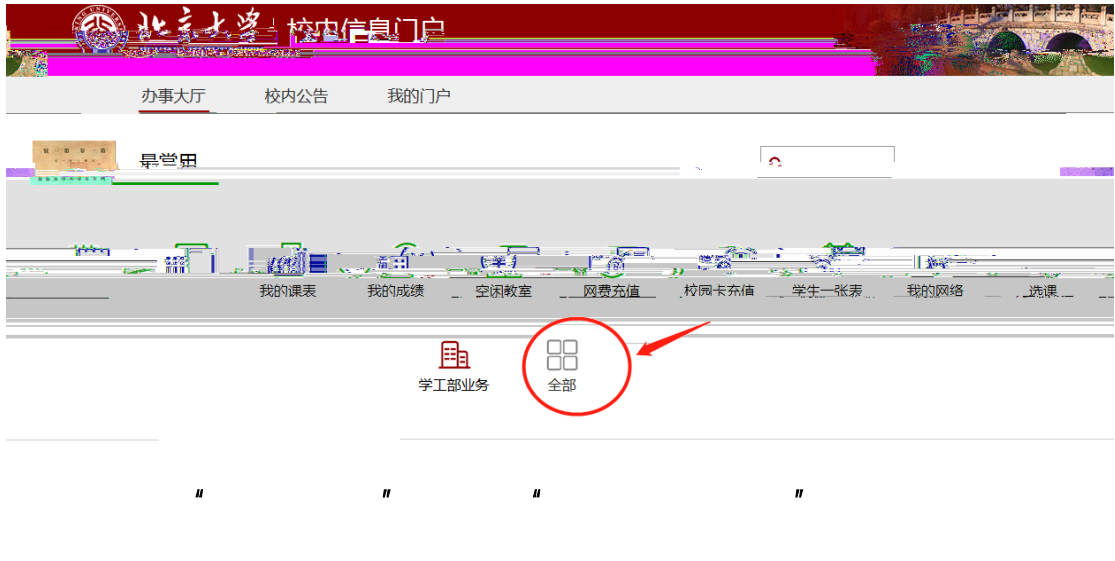 北京大学 校内信息门户
办事大厅 校内公告 我的门户
最常用
我的课表 我的成绩 空闲教室 网费充值 校园卡充值 学生一张表 我的网络 选课
学工部业务 全部
“ ” “ ”